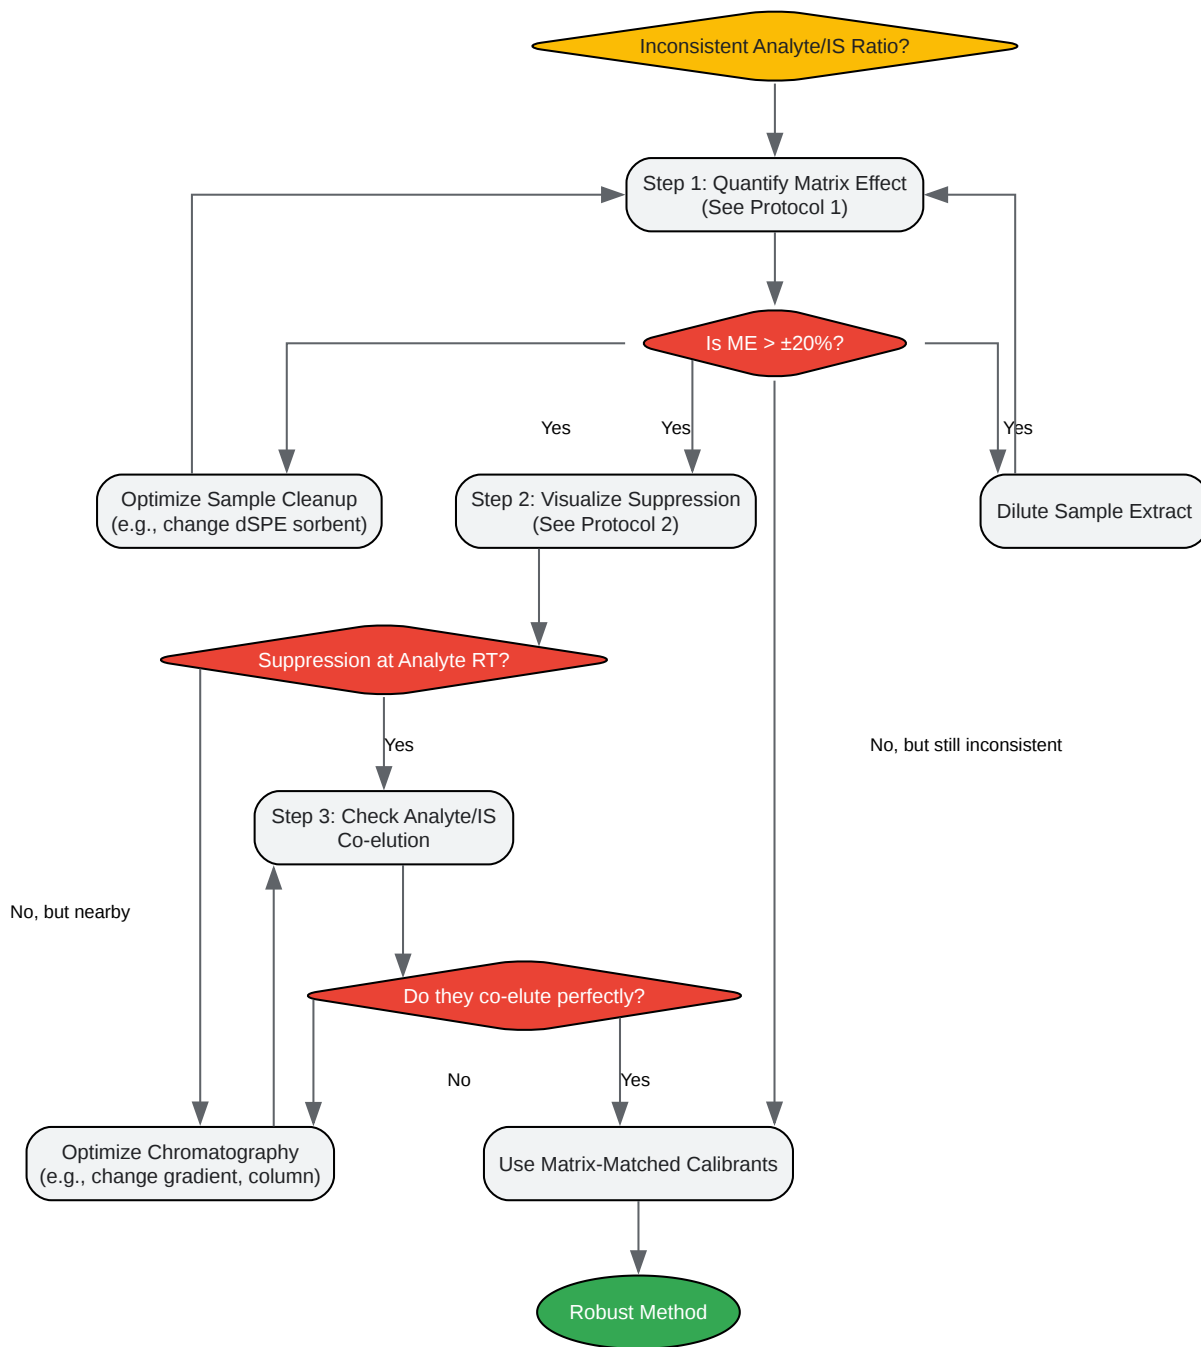 Inconsistent Analyte/IS Ratio?
Step 1: Quantify Matrix Effect
(See Protocol 1)
Is ME > ±20%?
Yes
Yes
Yes
Optimize Sample Cleanup
(e.g., change dSPE sorbent)
Step 2: Visualize Suppression
(See Protocol 2)
Dilute Sample Extract
Suppression at Analyte RT?
Yes
No, but still inconsistent
Step 3: Check Analyte/IS
Co-elution
No, but nearby
Do they co-elute perfectly?
No
Yes
Optimize Chromatography
(e.g., change gradient, column)
Use Matrix-Matched Calibrants
Robust Method